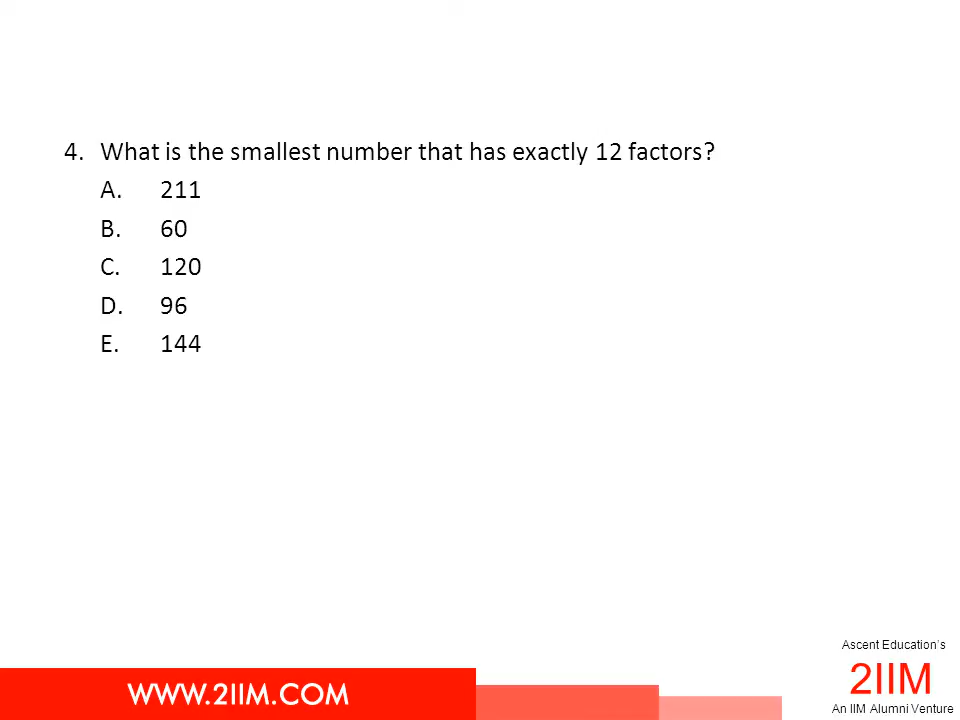 4. What is the smallest number that has exactly 12 factors?
A. 211
B. 60
C. 120
D. 96
E. 144
Ascent Education's
2IIM
An IIM Alumni Venture
WWW.2IIM.COM